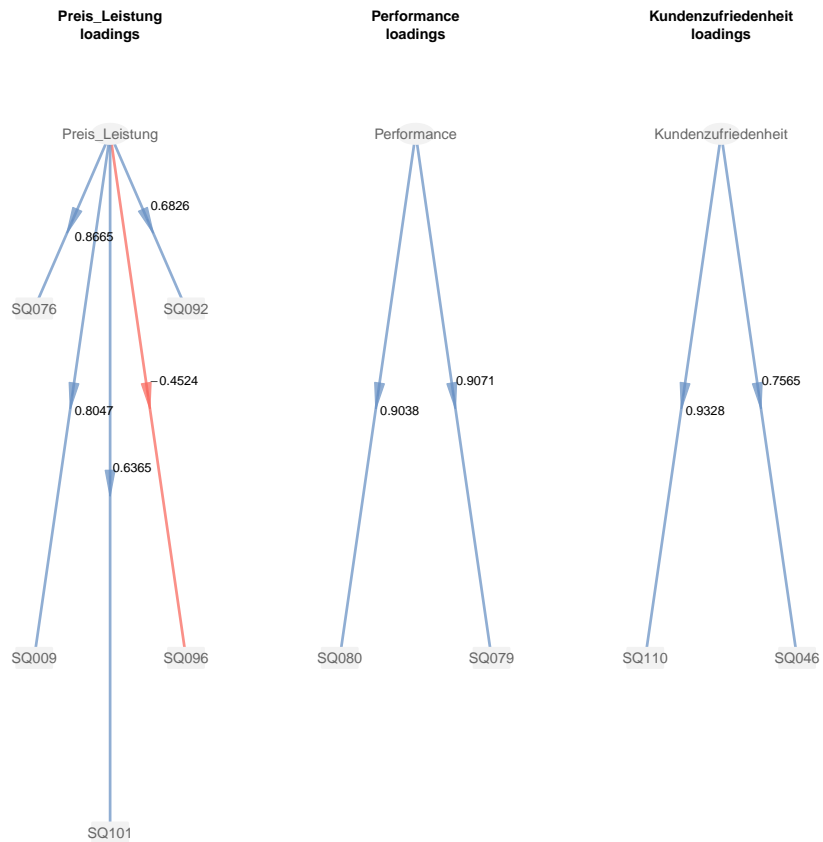 Preis_Leistung
loadings
Performance
loadings
Kundenzufriedenheit
loadings
Preis_Leistung
0.6826
0.8665
SQ076
SQ092
−0.4524
0.8047
0.6365
SQ009
SQ096
SQ101
Performance
0.9071
0.9038
SQ080
SQ079
Kundenzufriedenheit
0.7565
0.9328
SQ110
SQ046